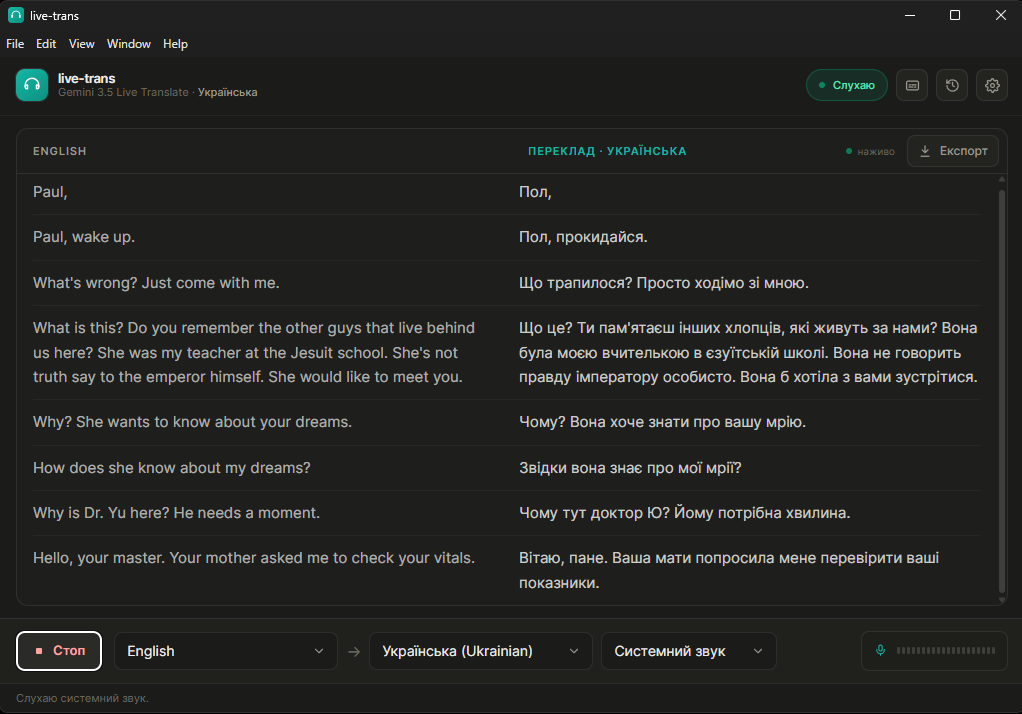 live-trans
File Edit View Window Help
live-trans
Gemini 3.5 Live Translate · Українська
Слухаю
ENGLISH
ПЕРЕКЛАД · УКРАЇНСЬКА
наживо
Експорт
Paul,
Пол,
Paul, wake up.
Пол, прокидайся.
What's wrong? Just come with me.
Що трапилося? Просто ходімо зі мною.
What is this? Do you remember the other guys that live behind
us here? She was my teacher at the Jesuit school. She's not
truth say to the emperor himself. She would like to meet you.
Що це? Ти пам'ятаєш інших хлопців, які живуть за нами? Вона
була моєю вчителькою в єзуїтській школі. Вона не говорить
правду імператору особисто. Вона б хотіла з вами зустрітися.
Why? She wants to know about your dreams.
Чому? Вона хоче знати про вашу мрію.
How does she know about my dreams?
Звідки вона знає про мої мрії?
Why is Dr. Yu here? He needs a moment.
Чому тут доктор Ю? Йому потрібна хвилина.
Hello, your master. Your mother asked me to check your vitals.
Вітаю, пане. Ваша мати попросила мене перевірити ваші
показники.
Стоп
English
Українська (Ukrainian)
Системний звук
Слухаю системний звук.